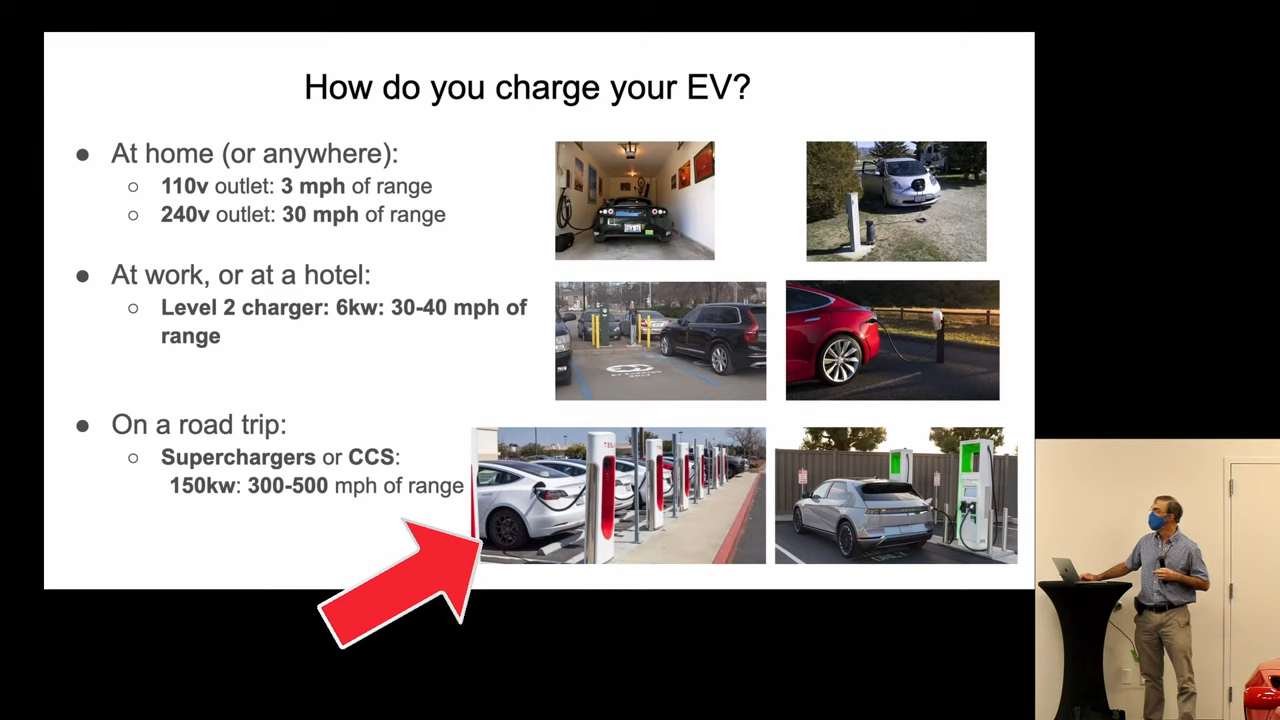 How do you charge your EV?
● At home (or anywhere):
○ 110v outlet: 3 mph of range
○ 240v outlet: 30 mph of range
● At work, or at a hotel:
○ Level 2 charger: 6kw: 30-40 mph of
range
● On a road trip:
○ Superchargers or CCS:
150kw: 300-500 mph of range